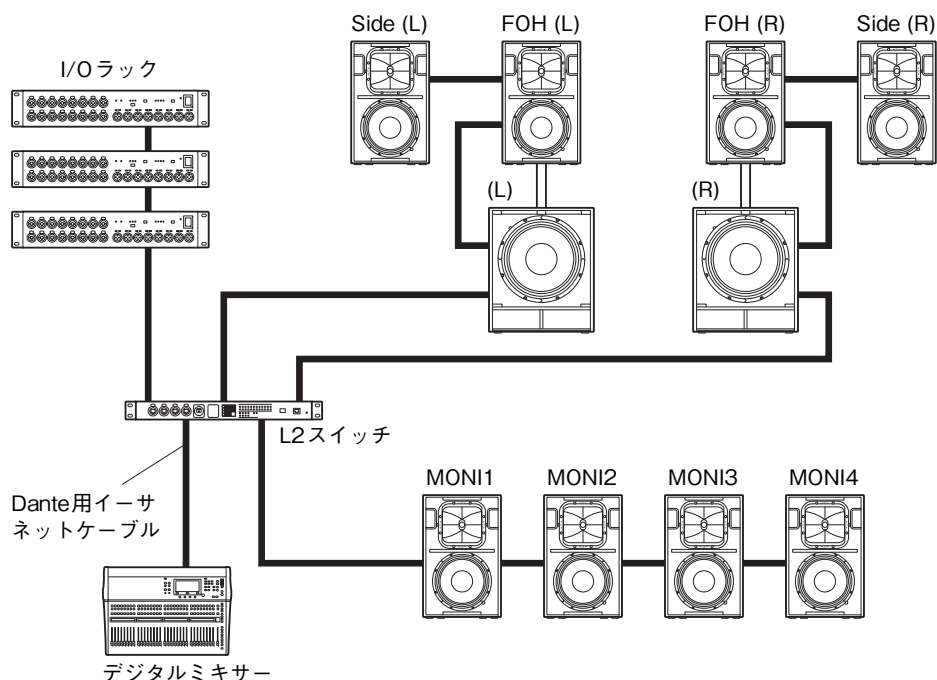 Side (L)
FOH (L)
FOH (R)
Side (R)
I/Oラック
(L)
(R)
L2スイッチ
Dante用イーサ
ネットケーブル
MONI1
MONI2
MONI3
MONI4
デジタルミキサー